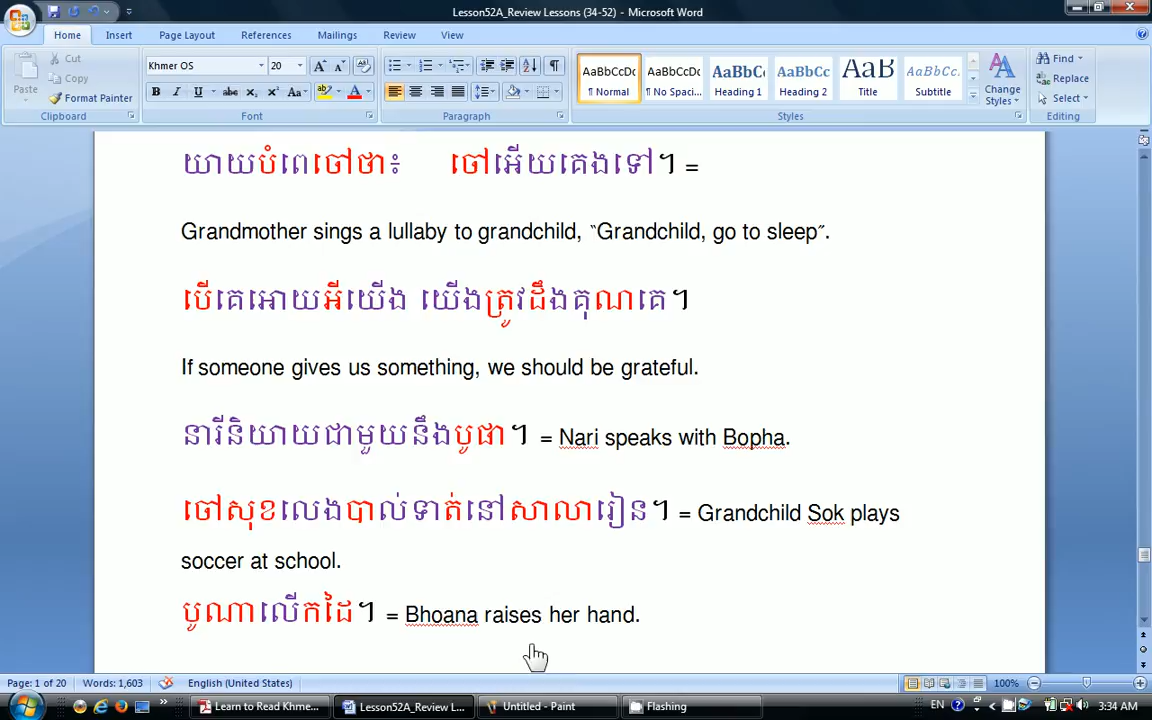 Lesson52A_Review Lessons (34-52) - Microsoft Word
Home Insert Page Layout References Mailings Review View
Paste
Cut
Copy
Format Painter
Clipboard
Khmer OS 20
Font
Paragraph
AaBbCcDc AaBbCcDc AaBbCc AaBbCc AaB AaBbCc
¶ Normal ¶ No Spaci... Heading 1 Heading 2 Title Subtitle
Styles
Change Styles
Find
Replace
Select
Editing
យាយបំពេចៅថា៖ ចៅអើយគេងទៅ។ =
Grandmother sings a lullaby to grandchild, “Grandchild, go to sleep”.
បើគេអោយអីយើង យើងត្រូវដឹងគុណគេ។
If someone gives us something, we should be grateful.
នារីនិយាយជាមួយនឹងបូផា។ = Nari speaks with Bopha.
ចៅសុខលេងបាល់ទាត់នៅសាលារៀន។ = Grandchild Sok plays
soccer at school.
បូណាលើកដៃ។ = Bhoana raises her hand.
Page: 1 of 20 Words: 1,603 English (United States) 100%
Learn to Read Khme... Lesson52A_Review L... Untitled - Paint Flashing EN 3:34 AM